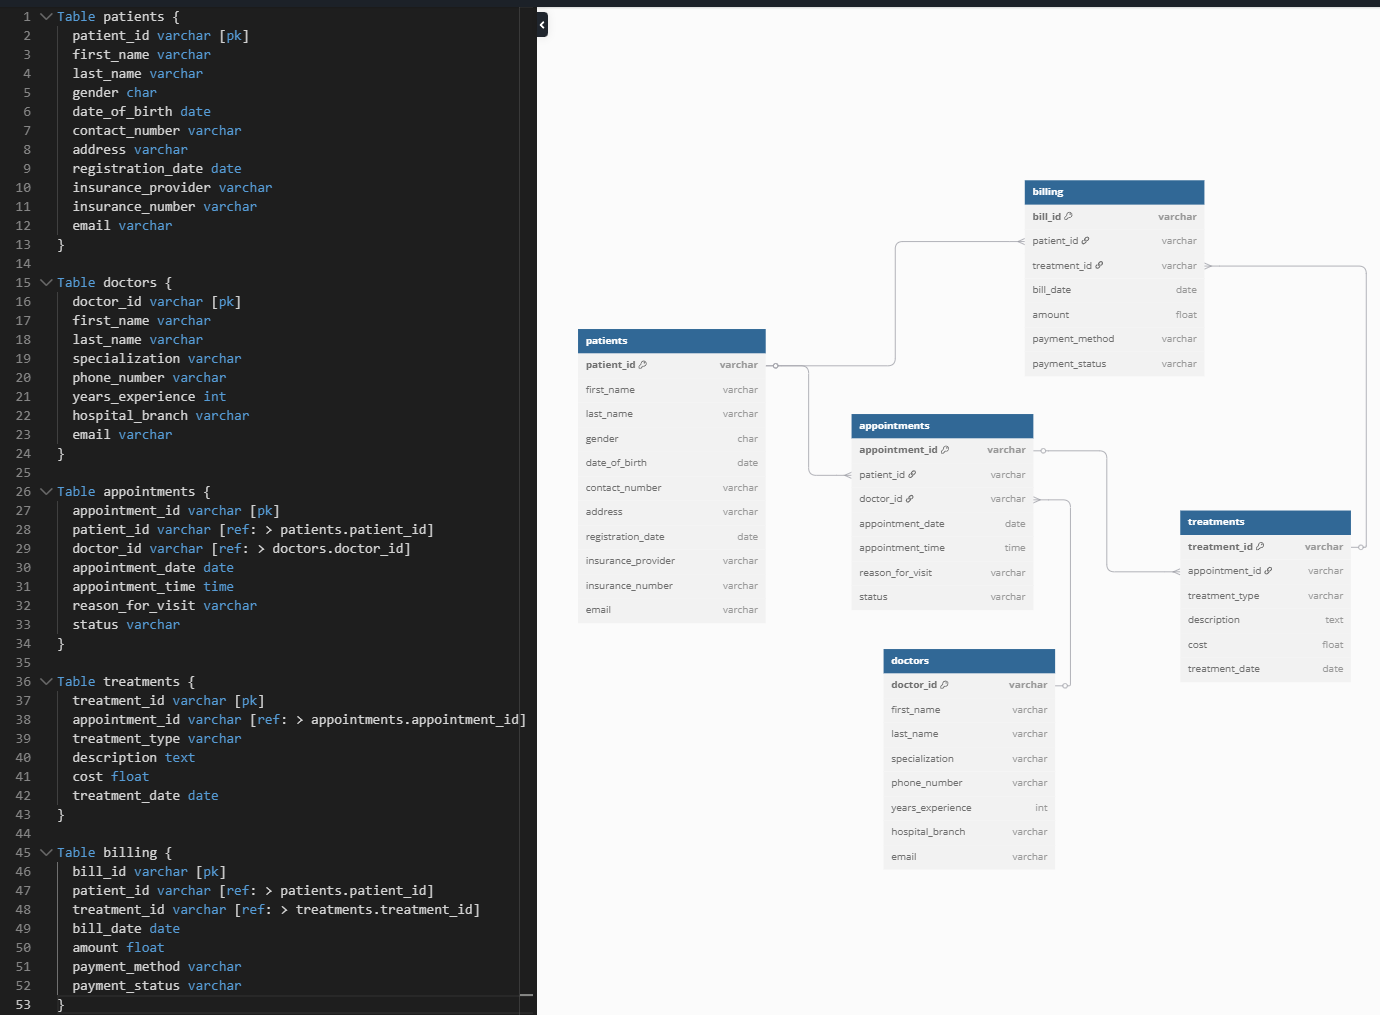 1 Table patients {
2 patient_id varchar [pk]
3 first_name varchar
4 last_name varchar
5 gender char
6 date_of_birth date
7 contact_number varchar
8 address varchar
9 registration_date date
10 insurance_provider varchar
11 insurance_number varchar
12 email varchar
13 }
14
15 Table doctors {
16 doctor_id varchar [pk]
17 first_name varchar
18 last_name varchar
19 specialization varchar
20 phone_number varchar
21 years_experience int
22 hospital_branch varchar
23 email varchar
24 }
25
26 Table appointments {
27 appointment_id varchar [pk]
28 patient_id varchar [ref: > patients.patient_id]
29 doctor_id varchar [ref: > doctors.doctor_id]
30 appointment_date date
31 appointment_time time
32 reason_for_visit varchar
33 status varchar
34 }
35
36 Table treatments {
37 treatment_id varchar [pk]
38 appointment_id varchar [ref: > appointments.appointment_id]
39 treatment_type varchar
40 description text
41 cost float
42 treatment_date date
43 }
44
45 Table billing {
46 bill_id varchar [pk]
47 patient_id varchar [ref: > patients.patient_id]
48 treatment_id varchar [ref: > treatments.treatment_id]
49 bill_date date
50 amount float
51 payment_method varchar
52 payment_status varchar
53 }
billing
bill_id varchar
patient_id varchar
treatment_id varchar
bill_date date
amount float
payment_method varchar
payment_status varchar
patients
patient_id varchar
first_name varchar
last_name varchar
gender char
date_of_birth date
contact_number varchar
address varchar
registration_date date
insurance_provider varchar
insurance_number varchar
email varchar
appointments
appointment_id varchar
patient_id varchar
doctor_id varchar
appointment_date date
appointment_time time
reason_for_visit varchar
status varchar
treatments
treatment_id varchar
appointment_id varchar
treatment_type varchar
description text
cost float
treatment_date date
doctors
doctor_id varchar
first_name varchar
last_name varchar
specialization varchar
phone_number varchar
years_experience int
hospital_branch varchar
email varchar